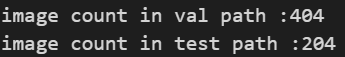 image count in val path :404
image count in test path :204